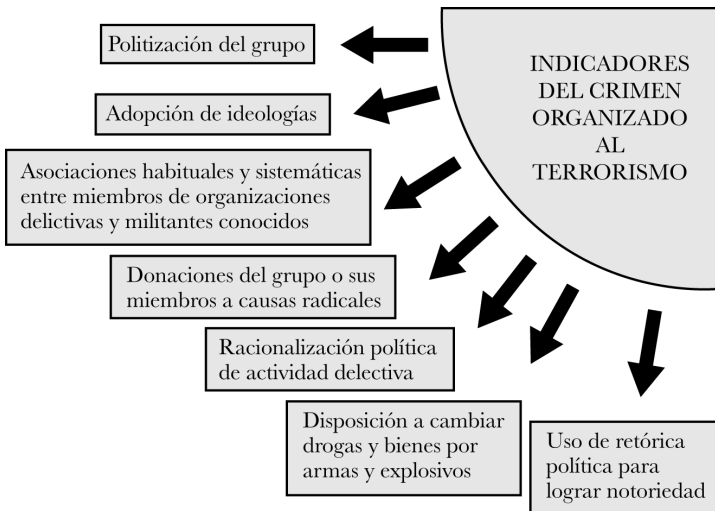 INDICADORES
DEL CRIMEN
ORGANIZADO
AL
TERRORISMO
Politización del grupo
Adopción de ideologías
Asociaciones habituales y sistemáticas
entre miembros de organizaciones
delictivas y militantes conocidos
Donaciones del grupo o sus
miembros a causas radicales
Racionalización política
de actividad delectiva
Disposición a cambiar
drogas y bienes por
armas y explosivos
Uso de retórica
política para
lograr notoriedad